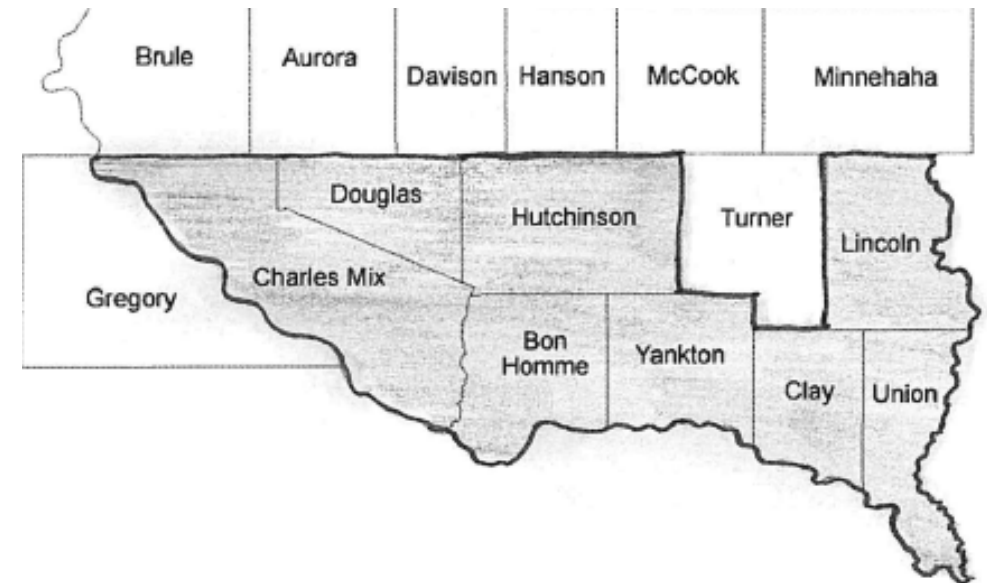 Brule
Aurora
Davison
Hanson
McCook
Minnehaha
Douglas
Hutchinson
Turner
Lincoln
Charles Mix
Gregory
Bon
Homme
Yankton
Clay
Union